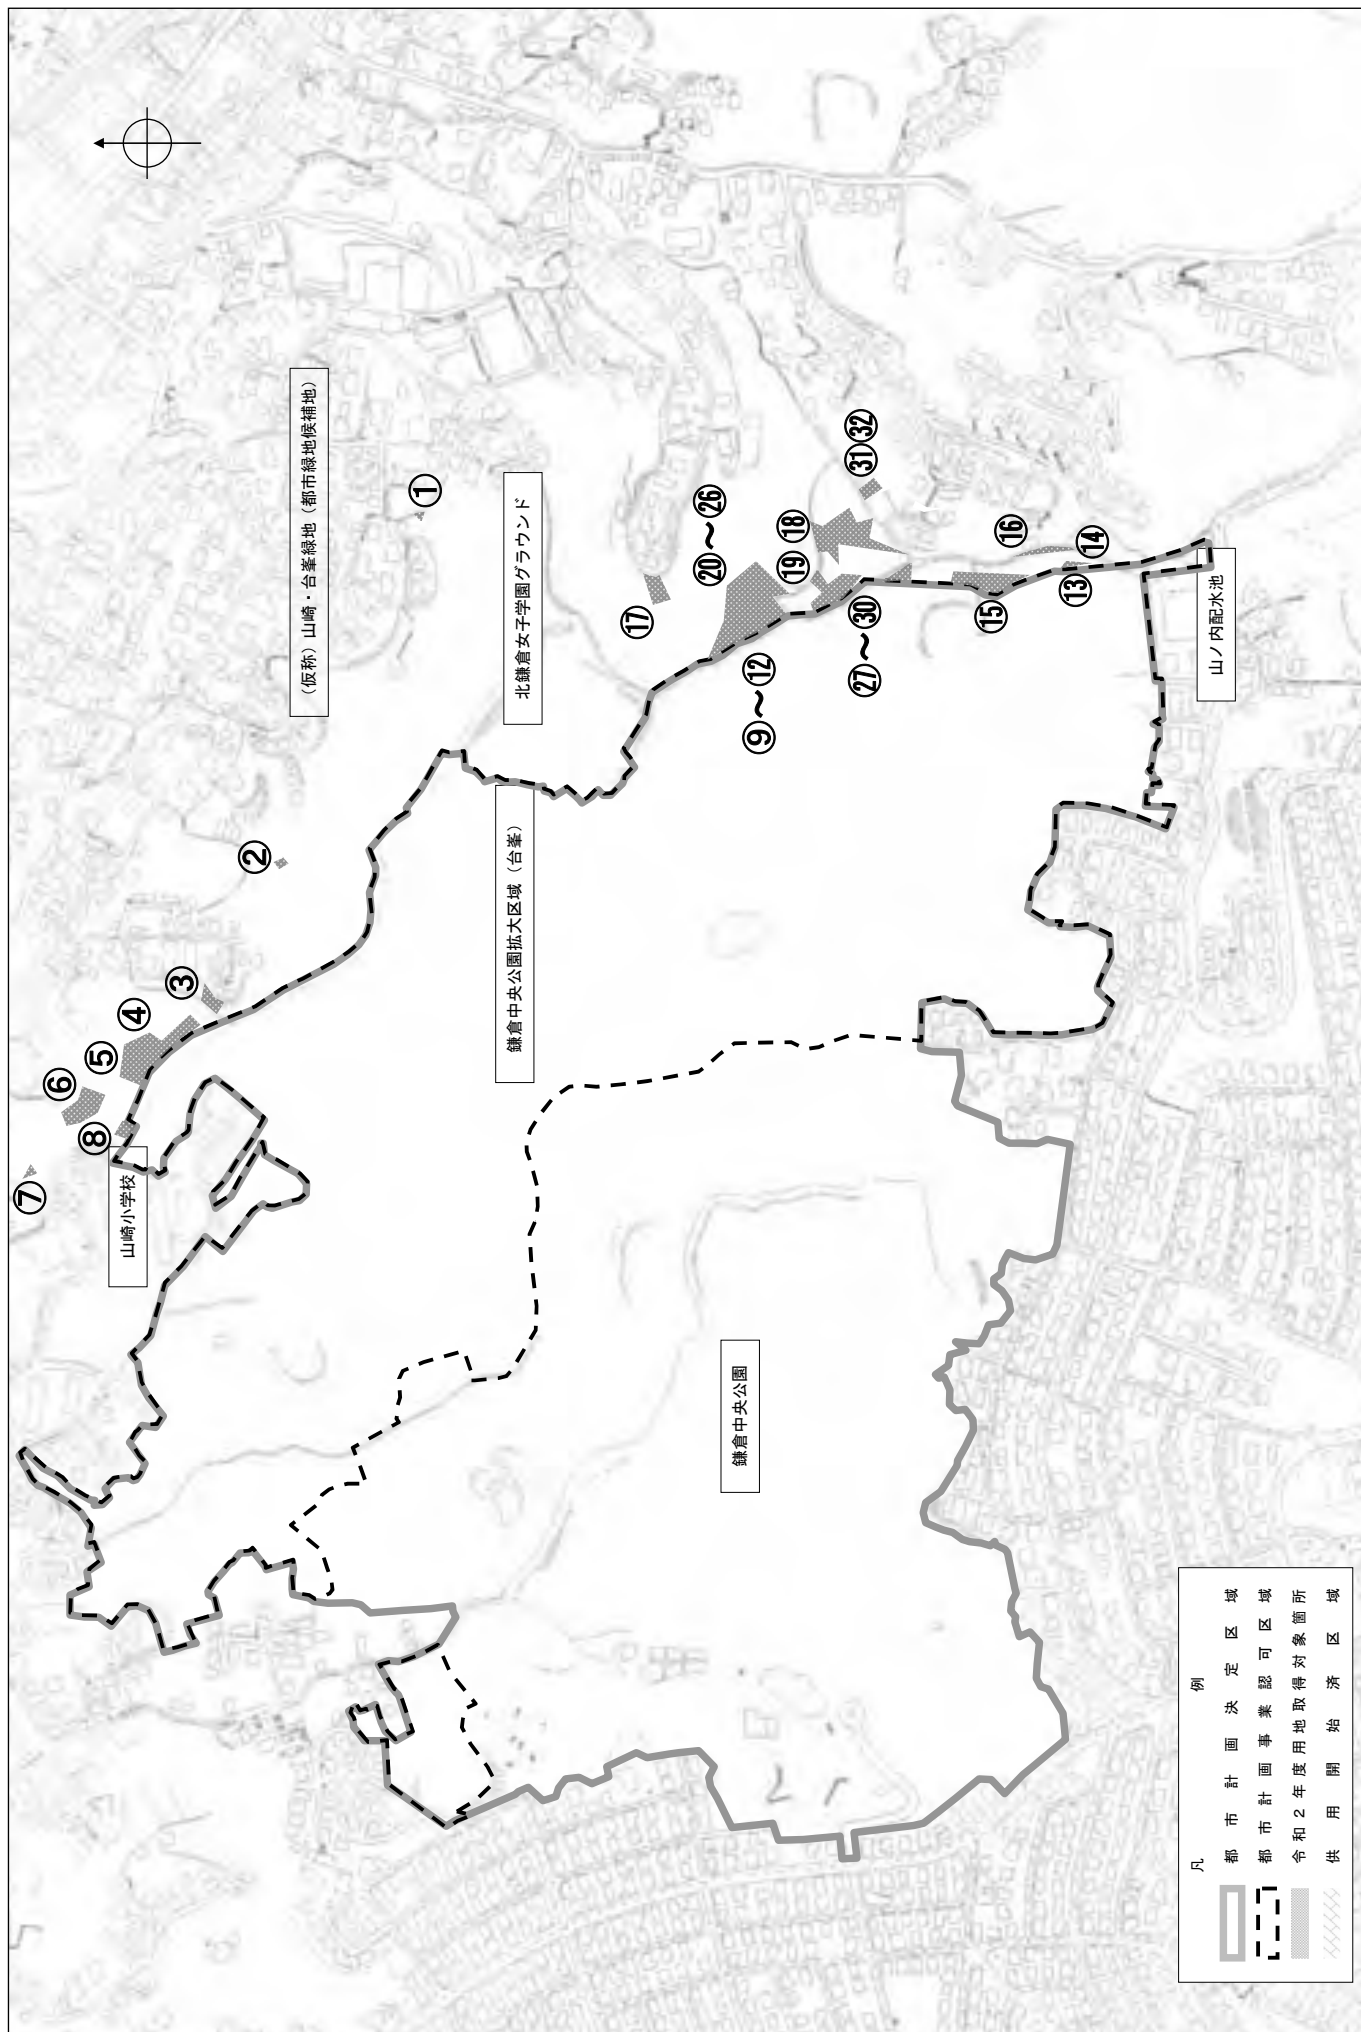 ①
②
③
④
⑤
⑥
⑦
⑧
(仮称)山崎・台峯緑地(都市緑地候補地)
北鎌倉女子学園グラウンド
山崎小学校
鎌倉中央公園拡大区域(台峯)
⑰
⑳～㉖
⑨～⑫
⑲
⑱
㉛㉜
㉗～㉚
⑮
⑯
⑬
⑭
山ノ内配水池
鎌倉中央公園
凡例
都市計画決定区域
都市計画事業認可区域
令和2年度用地取得対象箇所
供用開始済区域